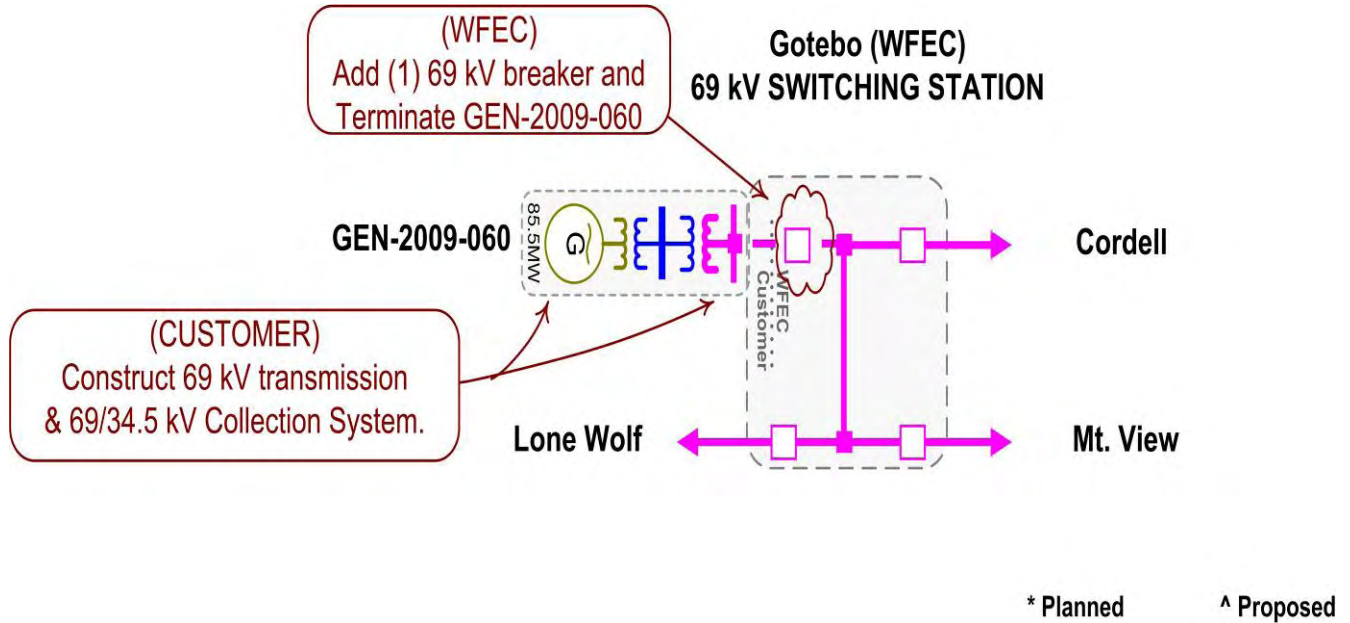 (WFEC)
Add (1) 69 kV breaker and
Terminate GEN-2009-060
Gotebo (WFEC)
69 kV SWITCHING STATION
GEN-2009-060
85.5MW
G
WFEC
Customer
Cordell
(CUSTOMER)
Construct 69 kV transmission
& 69/34.5 kV Collection System.
Lone Wolf
Mt. View
* Planned
^ Proposed